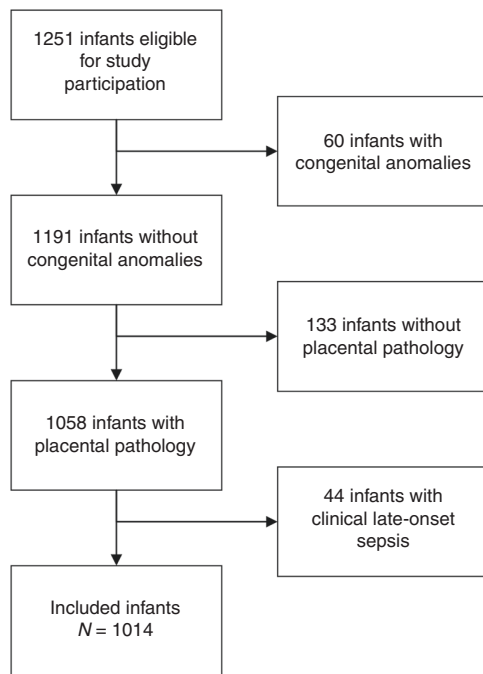 1251 infants eligible
for study
participation
60 infants with
congenital anomalies
1191 infants without
congenital anomalies
133 infants without
placental pathology
1058 infants with
placental pathology
44 infants with
clinical late-onset
sepsis
Included infants
N = 1014